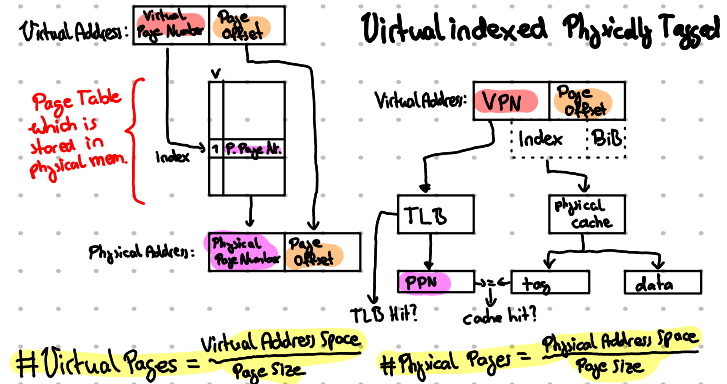 Virtual Address:
Virtual
Page Number
Page
Offset
V
Page Table
which is
stored in
physical mem.
Index
1
P. Page Nr.
Physical Address:
Physical
Page Number
Page
Offset
#Virtual Pages = Virtual Address Space
Page Size
Virtual indexed Physically Tagged
Virtual Address:
VPN
Page
Offset
Index
BiB
TLB
physical
cache
PPN
=
tag
data
TLB Hit?
cache hit?
#Physical Pages = Physical Address Space
Page Size